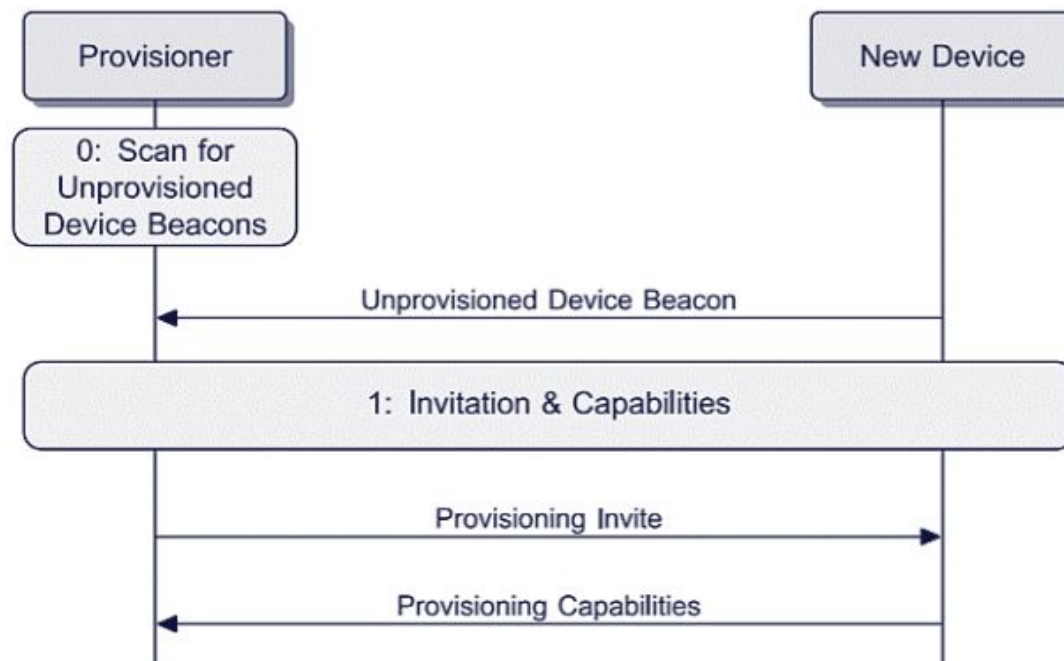 Provisioner
New Device
0: Scan for
Unprovisioned
Device Beacons
Unprovisioned Device Beacon
1: Invitation & Capabilities
Provisioning Invite
Provisioning Capabilities